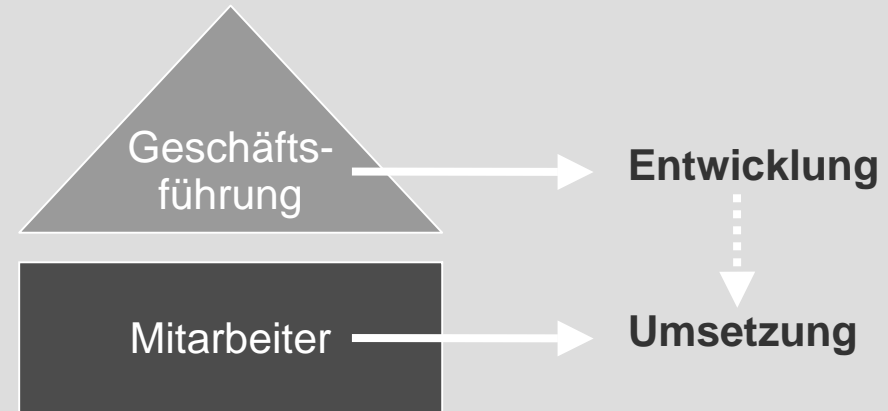 Geschäfts-
führung
Entwicklung
Mitarbeiter
Umsetzung